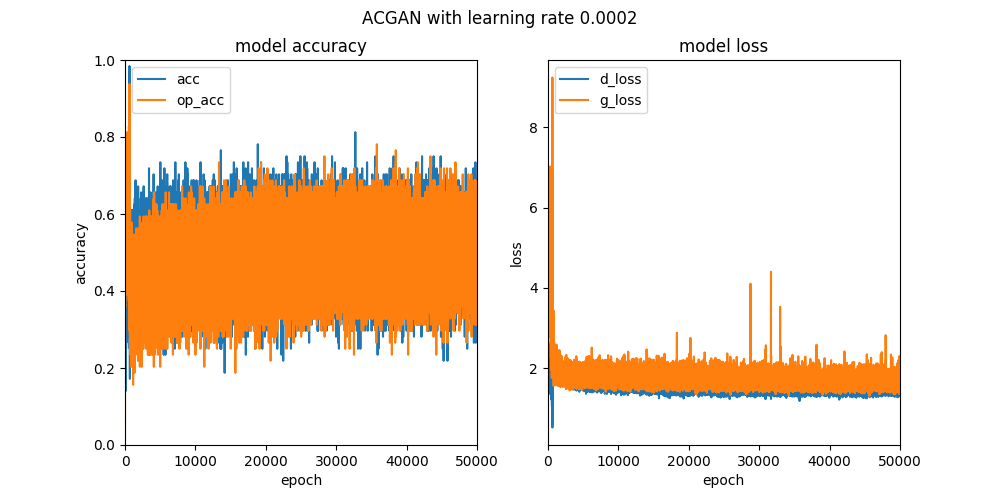 ACGAN with learning rate 0.0002
model accuracy
acc
op_acc
accuracy
1.0
0.8
0.6
0.4
0.2
0.0
0 10000 20000 30000 40000 50000
epoch
model loss
d_loss
g_loss
loss
8
6
4
2
0 10000 20000 30000 40000 50000
epoch